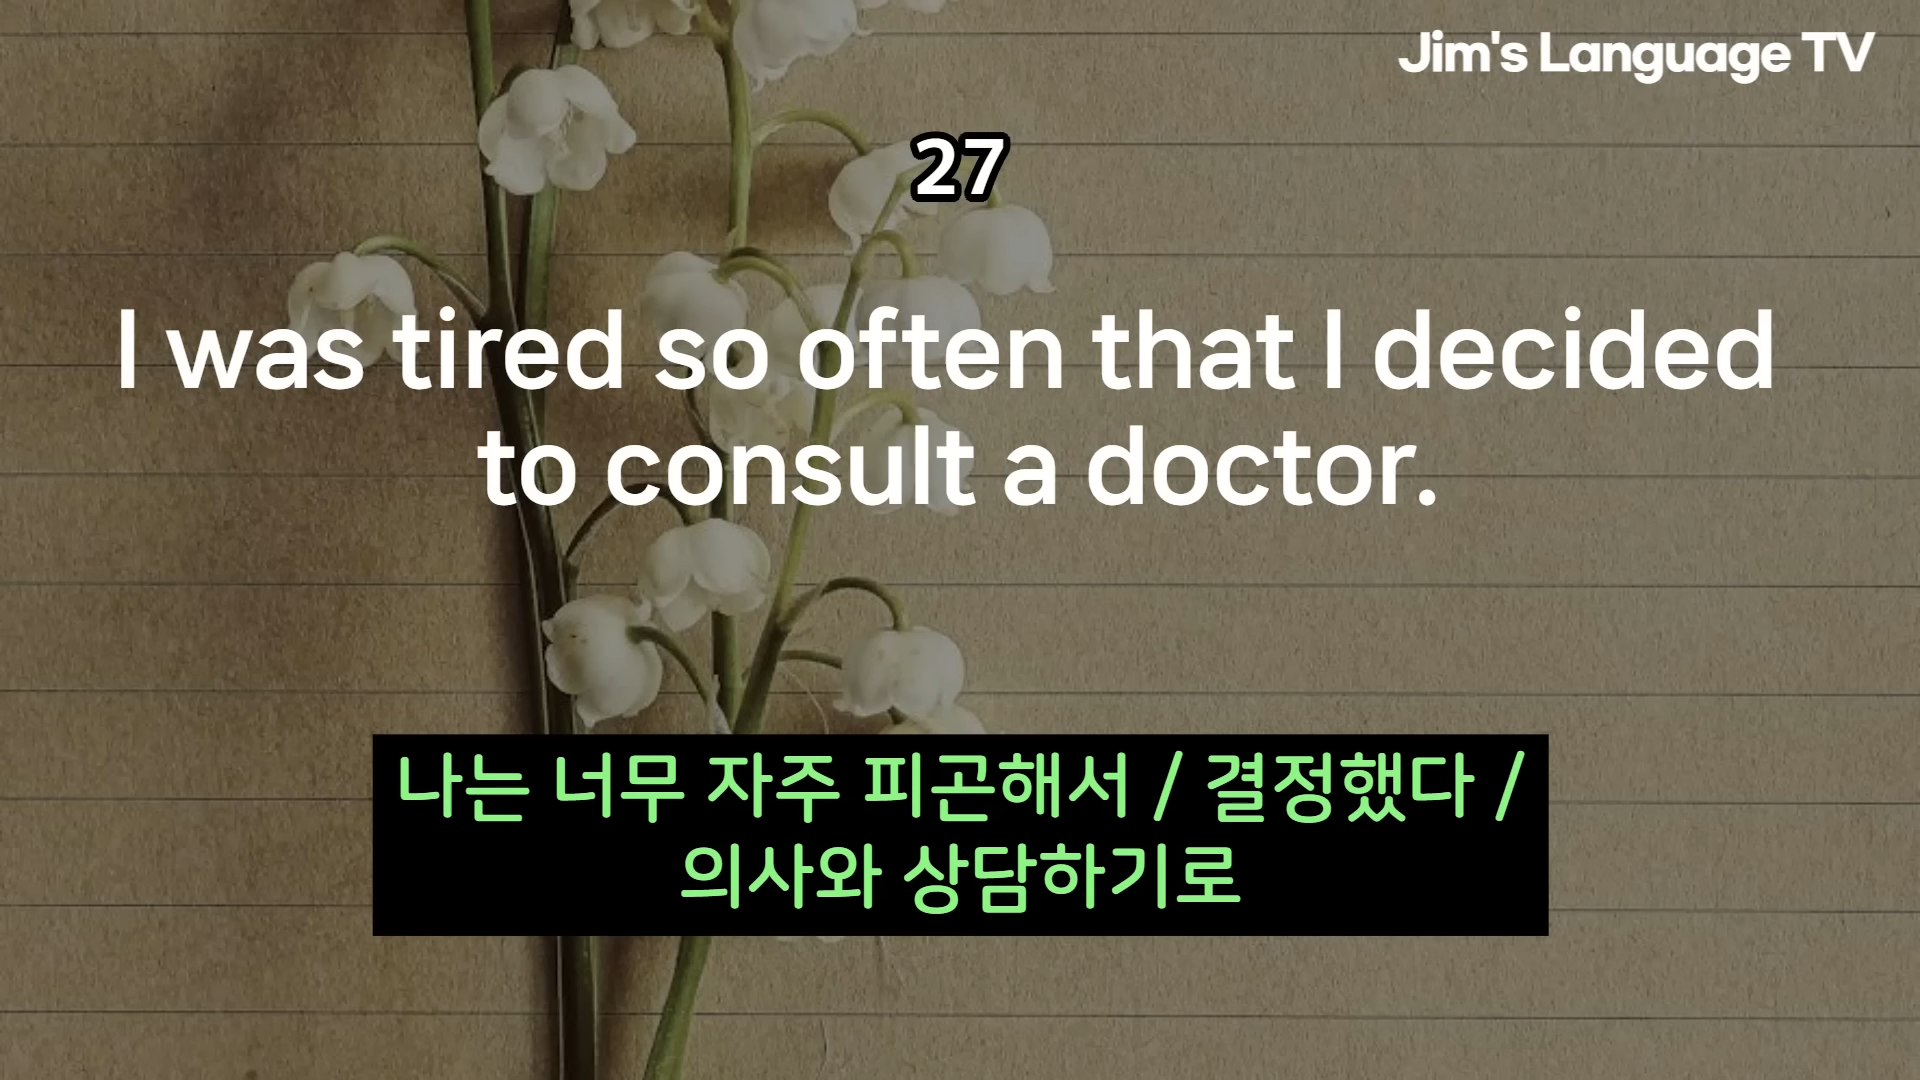 Jim's Language TV
27
I was tired so often that I decided
to consult a doctor.
나는 너무 자주 피곤해서 / 결정했다 /
의사와 상담하기로